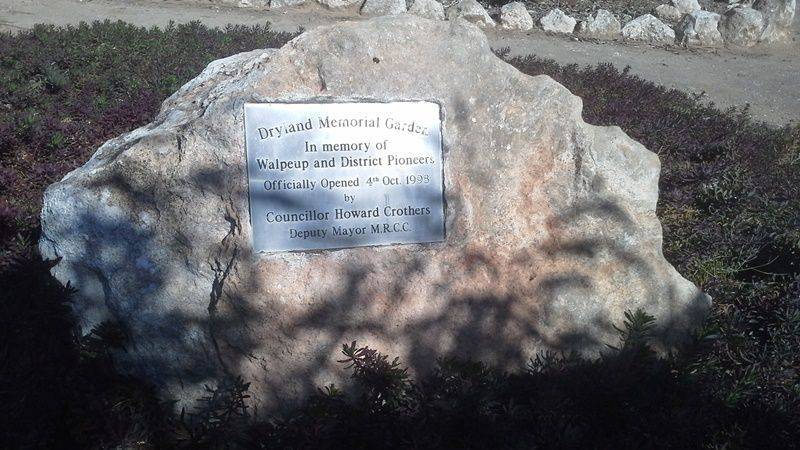 Dryland Memorial Garden
In memory of
Walpeup and District Pioneers
Officially Opened 4th Oct. 1998
by
Councillor Howard Crothers
Deputy Mayor M.R.C.C.